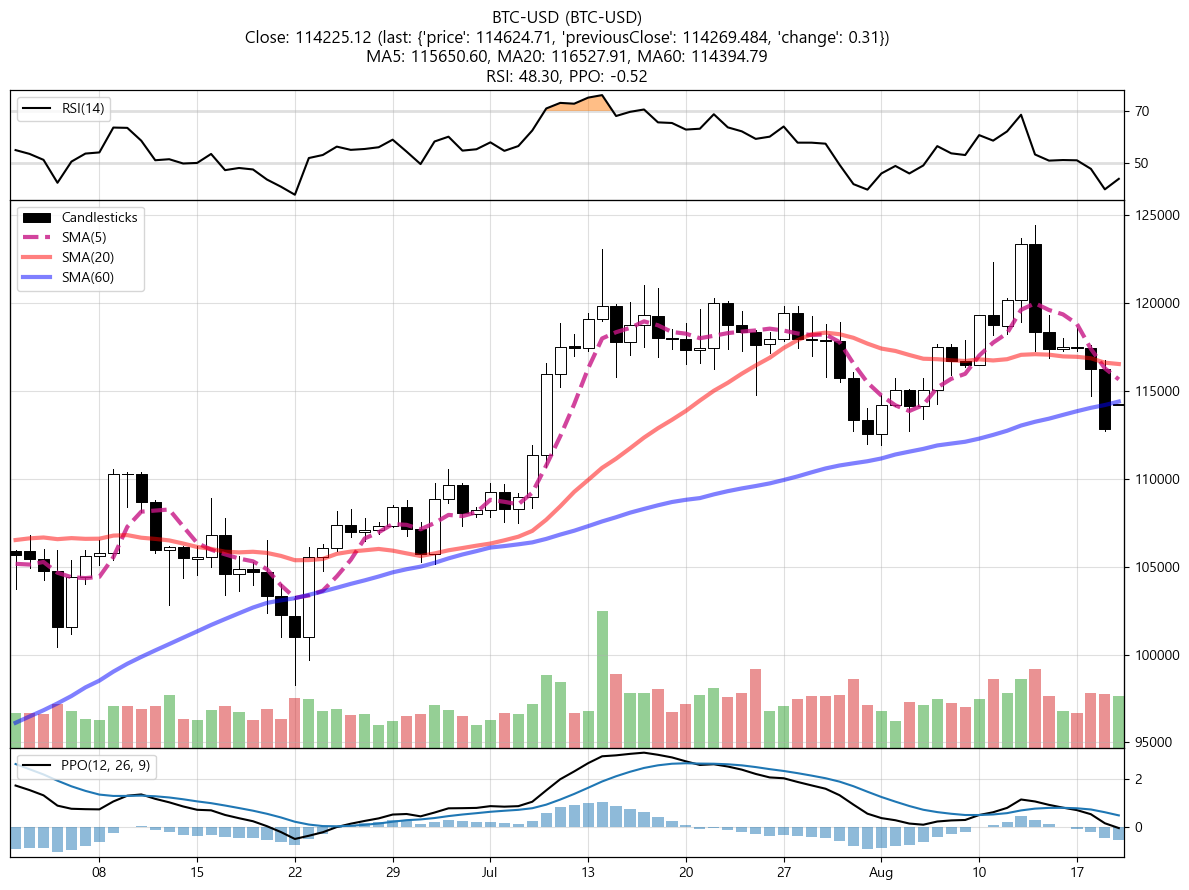 BTC-USD (BTC-USD)
Close: 114225.12 (last: {'price': 114624.71, 'previousClose': 114269.484, 'change': 0.31})
MA5: 115650.60, MA20: 116527.91, MA60: 114394.79
RSI: 48.30, PPO: -0.52
RSI(14)
70
50
Candlesticks
SMA(5)
SMA(20)
SMA(60)
125000
120000
115000
110000
105000
100000
95000
PPO(12, 26, 9)
2
0
08 15 22 29 Jul 13 20 27 Aug 10 17